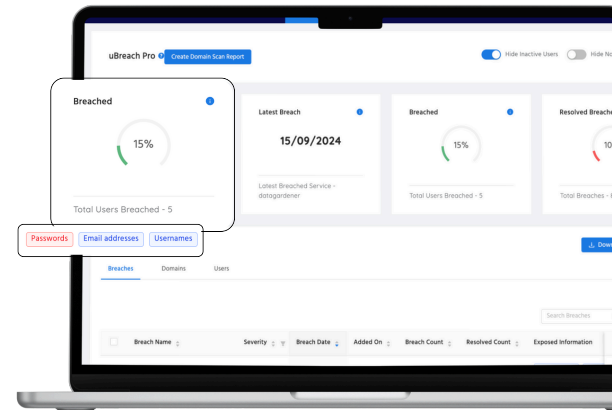 uBreach Pro
Create Domain Scan Report
Hide Inactive Users
Breached
15%
Total Users Breached - 5
Latest Breach
15/09/2024
Latest Breached Service -
datagardener
Breached
15%
Total Users Breached - 5
Resolved Breache
10
Total Breaches -
Passwords
Email addresses
Usernames
Breaches
Domains
Users
Search Breaches
Breach Name
Severity
Breach Date
Added On
Breach Count
Resolved Count
Exposed Information